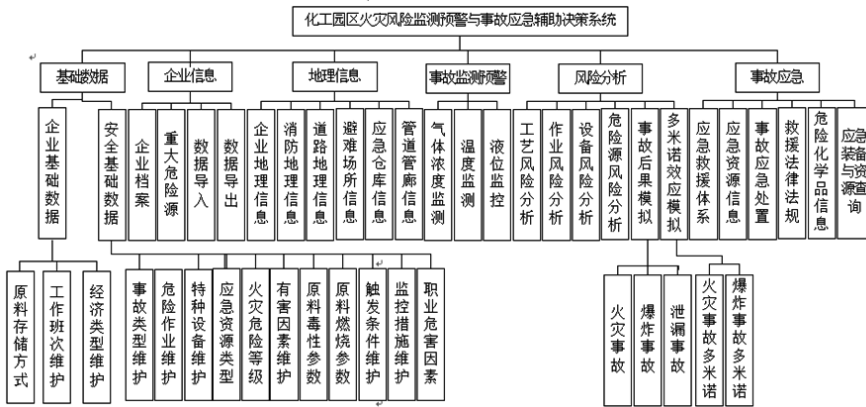 化工园区火灾风险监测预警与事故应急辅助决策系统
基础数据
企业信息
地理信息
事故监测预警
风险分析
事故应急
企业基础数据
安全基础数据
企业档案
重大危险源
数据导入
数据导出
企业地理信息
消防地理信息
道路地理信息
避难场所信息
应急仓库信息
管道管廊信息
气体浓度监测
温度监测
液位监控
工艺风险分析
作业风险分析
设备风险分析
危险源风险分析
事故后果模拟
多米诺效应模拟
应急救援体系
应急资源信息
事故应急处置
救援法律法规
危险化学品信息
应急装备与资源查询
原料存储方式
工作班次维护
经济类型维护
事故类型维护
危险作业维护
特种设备维护
应急资源类型
火灾危险等级
有害因素维护
原料毒性参数
原料燃烧参数
触发条件维护
监控措施维护
职业危害因素
火灾事故
爆炸事故
泄漏事故
火灾事故多米诺
爆炸事故多米诺